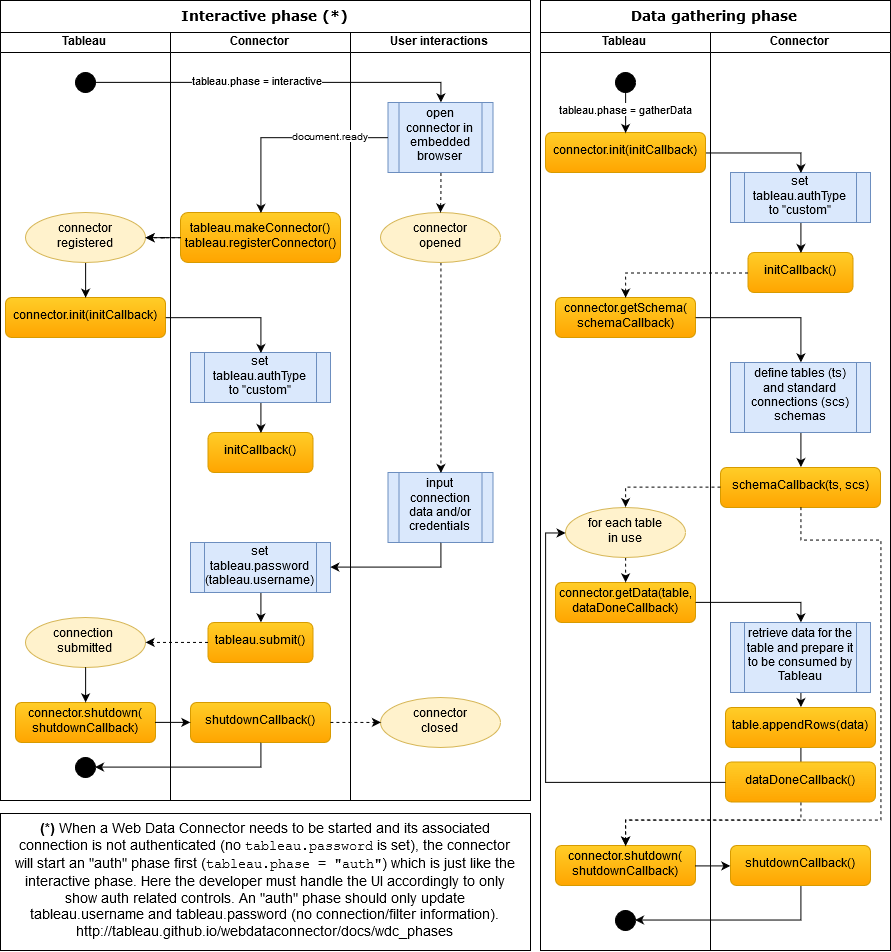 Interactive phase (*)
Tableau
Connector
User interactions
tableau.phase = interactive
open
connector in
embedded
browser
document.ready
connector
registered
tableau.makeConnector()
tableau.registerConnector()
connector
opened
connector.init(initCallback)
set
tableau.authType
to "custom"
initCallback()
input
connection
data and/or
credentials
set
tableau.password
(tableau.username)
connection
submitted
tableau.submit()
connector.shutdown(
shutdownCallback)
shutdownCallback()
connector
closed
(*) When a Web Data Connector needs to be started and its associated
connection is not authenticated (no tableau.password is set), the connector
will start an "auth" phase first (tableau.phase = "auth") which is just like the
interactive phase. Here the developer must handle the UI accordingly to only
show auth related controls. An "auth" phase should only update
tableau.username and tableau.password (no connection/filter information).
http://tableau.github.io/webdataconnector/docs/wdc_phases
Data gathering phase
Tableau
Connector
tableau.phase = gatherData
connector.init(initCallback)
set
tableau.authType
to "custom"
initCallback()
connector.getSchema(
schemaCallback)
define tables (ts)
and standard
connections (scs)
schemas
schemaCallback(ts, scs)
for each table
in use
connector.getData(table,
dataDoneCallback)
retrieve data for the
table and prepare it
to be consumed by
Tableau
table.appendRows(data)
dataDoneCallback()
connector.shutdown(
shutdownCallback)
shutdownCallback()